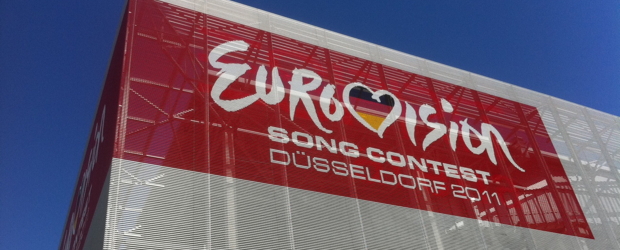 EUROVISION
SONG CONTEST
DÜSSELDORF 2011